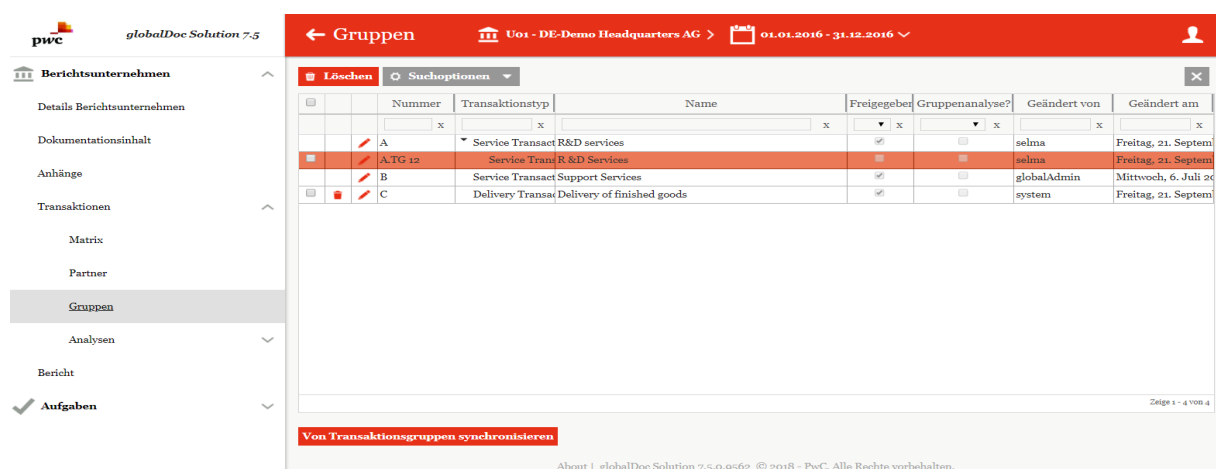 pwc
globalDoc Solution 7.5
← Gruppen
U01 - DE-Demo Headquarters AG >
01.01.2016 - 31.12.2016
Berichtsunternehmen
Details Berichtsunternehmen
Dokumentationsinhalt
Anhänge
Transaktionen
Matrix
Partner
Gruppen
Analysen
Bericht
Aufgaben
Löschen
Suchoptionen
Nummer Transaktionstyp Name Freigegeben Gruppenanalyse? Geändert von Geändert am
x x x x x x x
A Service Transact R&D services selma Freitag, 21. Septem
A.TG 12 Service Trans R &D Services selma Freitag, 21. Septem
B Service Transact Support Services globalAdmin Mittwoch, 6. Juli 20
C Delivery Transa Delivery of finished goods system Freitag, 21. Septem
Zeige 1 - 4 von 4
Von Transaktionsgruppen synchronisieren
About | globalDoc Solution 7.5.0.9562 © 2018 - PwC. Alle Rechte vorbehalten.